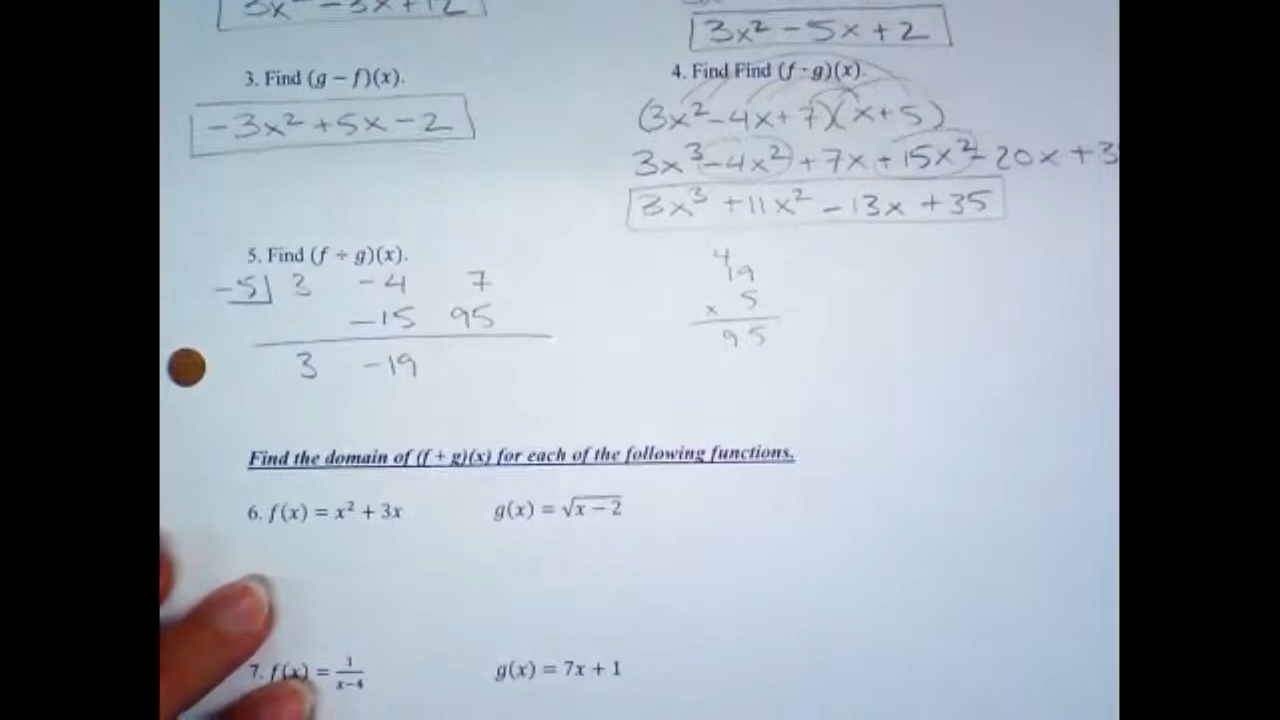 3x² - 3x + 12
3x² - 5x + 2
3. Find (g – f)(x).
-3x² + 5x - 2
4. Find Find (f · g)(x).
(3x² - 4x + 7)(x + 5)
3x³ - 4x² + 7x + 15x² - 20x + 3
3x³ + 11x² - 13x + 35
5. Find (f ÷ g)(x).
-5| 3 -4 7
-15 95
3 -19
4
19
x 5
95
Find the domain of (f + g)(x) for each of the following functions.
6. f(x) = x² + 3x g(x) = √x − 2
7. f(x) = 1/x−4 g(x) = 7x + 1